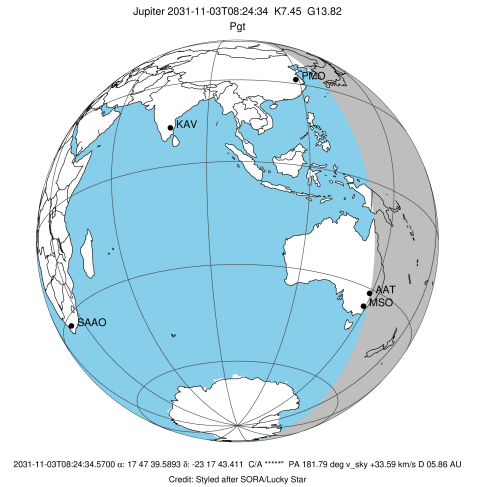 Jupiter 2031-11-03T08:24:34 K7.45 G13.82
Pgt
PMO
KAV
AAT
MSO
SAAO
2031-11-03T08:24:34.5700 α: 17 47 39.5893 δ: -23 17 43.411 C/A *****" PA 181.79 deg v_sky +33.59 km/s D 05.86 AU
Credit: Styled after SORA/Lucky Star